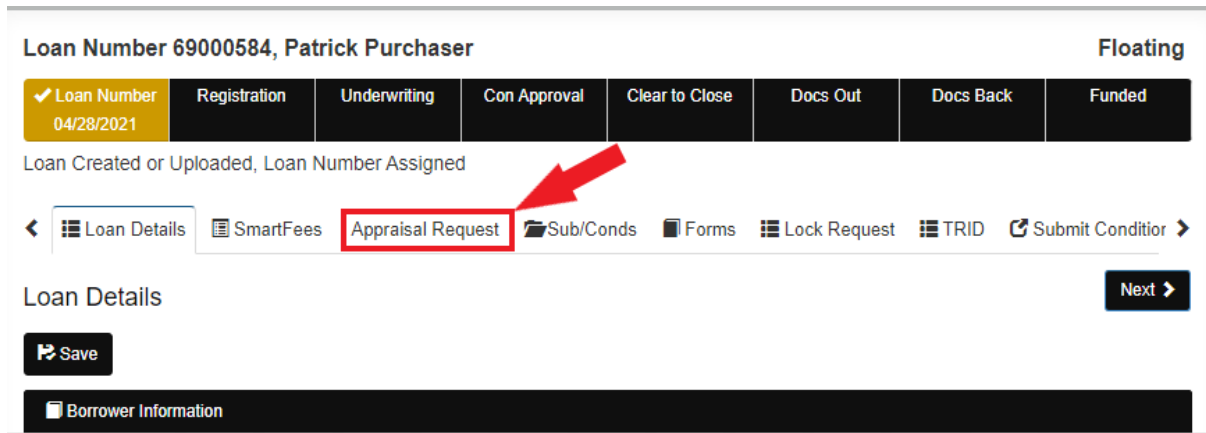 Loan Number 69000584, Patrick Purchaser Floating
Loan Number Registration Underwriting Con Approval Clear to Close Docs Out Docs Back Funded
04/28/2021
Loan Created or Uploaded, Loan Number Assigned
Loan Details SmartFees Appraisal Request Sub/Conds Forms Lock Request TRID Submit Condition
Loan Details Next
Save
Borrower Information